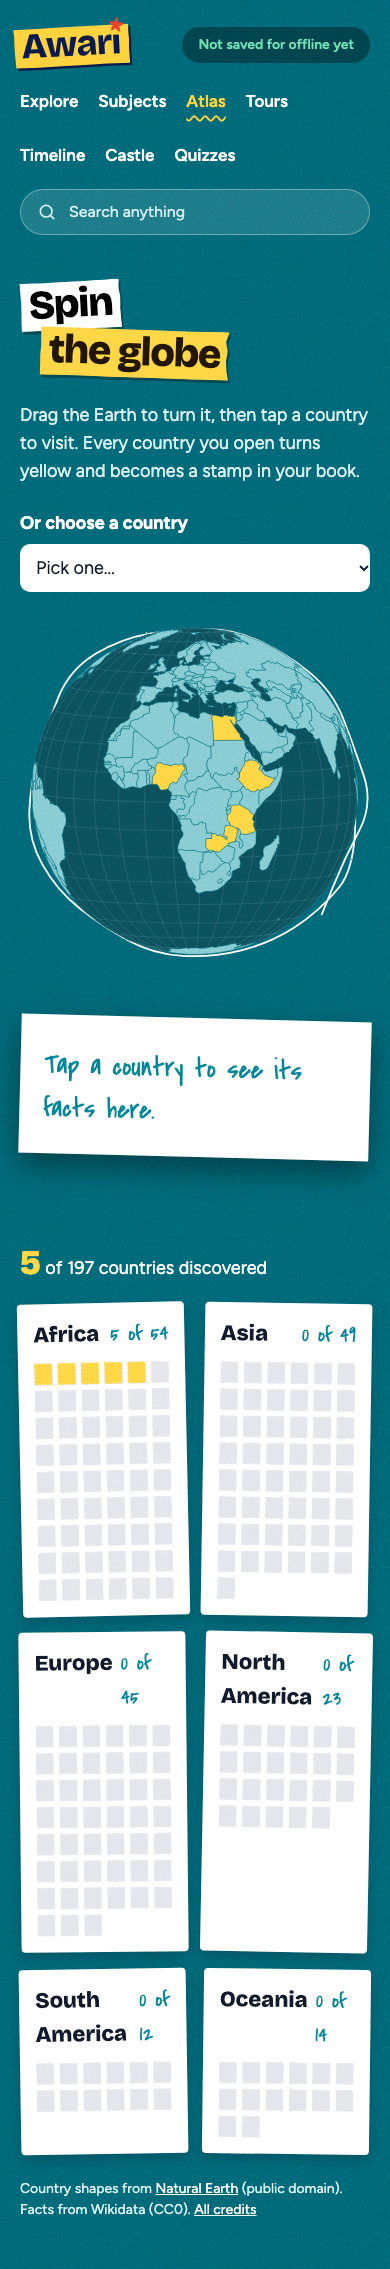 Awari
Not saved for offline yet
Explore Subjects Atlas Tours
Timeline Castle Quizzes
Search anything
Spin
the globe
Drag the Earth to turn it, then tap a country
to visit. Every country you open turns
yellow and becomes a stamp in your book.
Or choose a country
Pick one...
Tap a country to see its
facts here.
5 of 197 countries discovered
Africa 5 of 54
Asia 0 of 49
Europe 0 of
45
North
America 0 of
23
South
America 0 of
12
Oceania 0 of
14
Country shapes from Natural Earth (public domain).
Facts from Wikidata (CC0). All credits